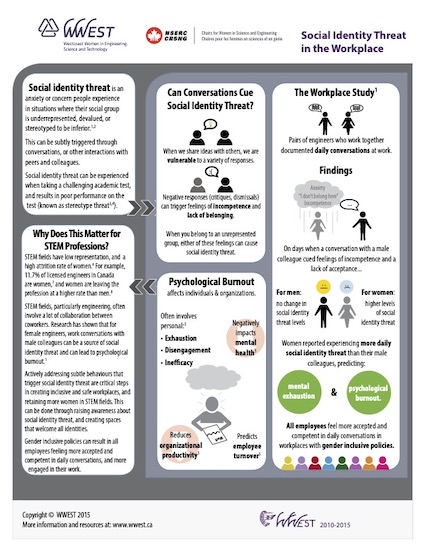 WWEST
Westcoast Women in Engineering,
Science and Technology
NSERC
CRSNG
Chairs for Women in Science and Engineering
Chaires pour les femmes en sciences et en génie
Social Identity Threat
in the Workplace
Social identity threat is an
anxiety or concern people experience
in situations where their social group
is underrepresented, devalued, or
stereotyped to be inferior.1,2
This can be subtly triggered through
conversations, or other interactions with
peers and colleagues.
Social identity threat can be experienced
when taking a challenging academic test,
and results in poor performance on the
test (known as stereotype threat3,4).
Why Does This Matter for
STEM Professions?
STEM fields have low representation, and a
high attrition rate of women.6 For example,
11.7% of licensed engineers in Canada
are women,7 and women are leaving the
profession at a higher rate than men.8
STEM fields, particularly engineering, often
involve a lot of collaboration between
coworkers. Research has shown that for
female engineers, work conversations with
male colleagues can be a source of social
identity threat and can lead to psychological
burnout.1
Actively addressing subtle behaviours that
trigger social identity threat are critical steps
in creating inclusive and safe workplaces, and
retaining more women in STEM fields. This
can be done through raising awareness about
social identity threat, and creating spaces
that welcome all identities.
Gender inclusive policies can result in all
employees feeling more accepted and
competent in daily conversations, and more
engaged in their work.
Can Conversations Cue
Social Identity Threat?
When we share ideas with others, we are
vulnerable to a variety of responses.
Negative responses (critiques, dismissals)
can trigger feelings of incompetence and
lack of belonging.
When you belong to an unrepresented
group, either of these feelings can cause
social identity threat.
Psychological Burnout
affects individuals & organizations.
Often involves
personal:
• Exhaustion
• Disengagement
• Inefficacy
Negatively
impacts
mental
health
Reduces
organizational
productivity
Predicts
employee
turnover
The Workplace Study1
Pairs of engineers who work together
documented daily conversations at work.
Findings
Anxiety
"I don't belong here"
Incompetence
On days when a conversation with a male
colleague cued feelings of incompetence and
a lack of acceptance...
For men:
no change in
social identity
threat levels
For women:
higher levels
of social
identity threat
Women reported experiencing more daily
social identity threat than their male
colleagues, predicting:
mental
exhaustion
&
psychological
burnout.
All employees feel more accepted and
competent in daily conversations in
workplaces with gender inclusive policies.
Copyright © WWEST 2015
More information and resources at: www.wwest.ca
WWEST
2010-2015